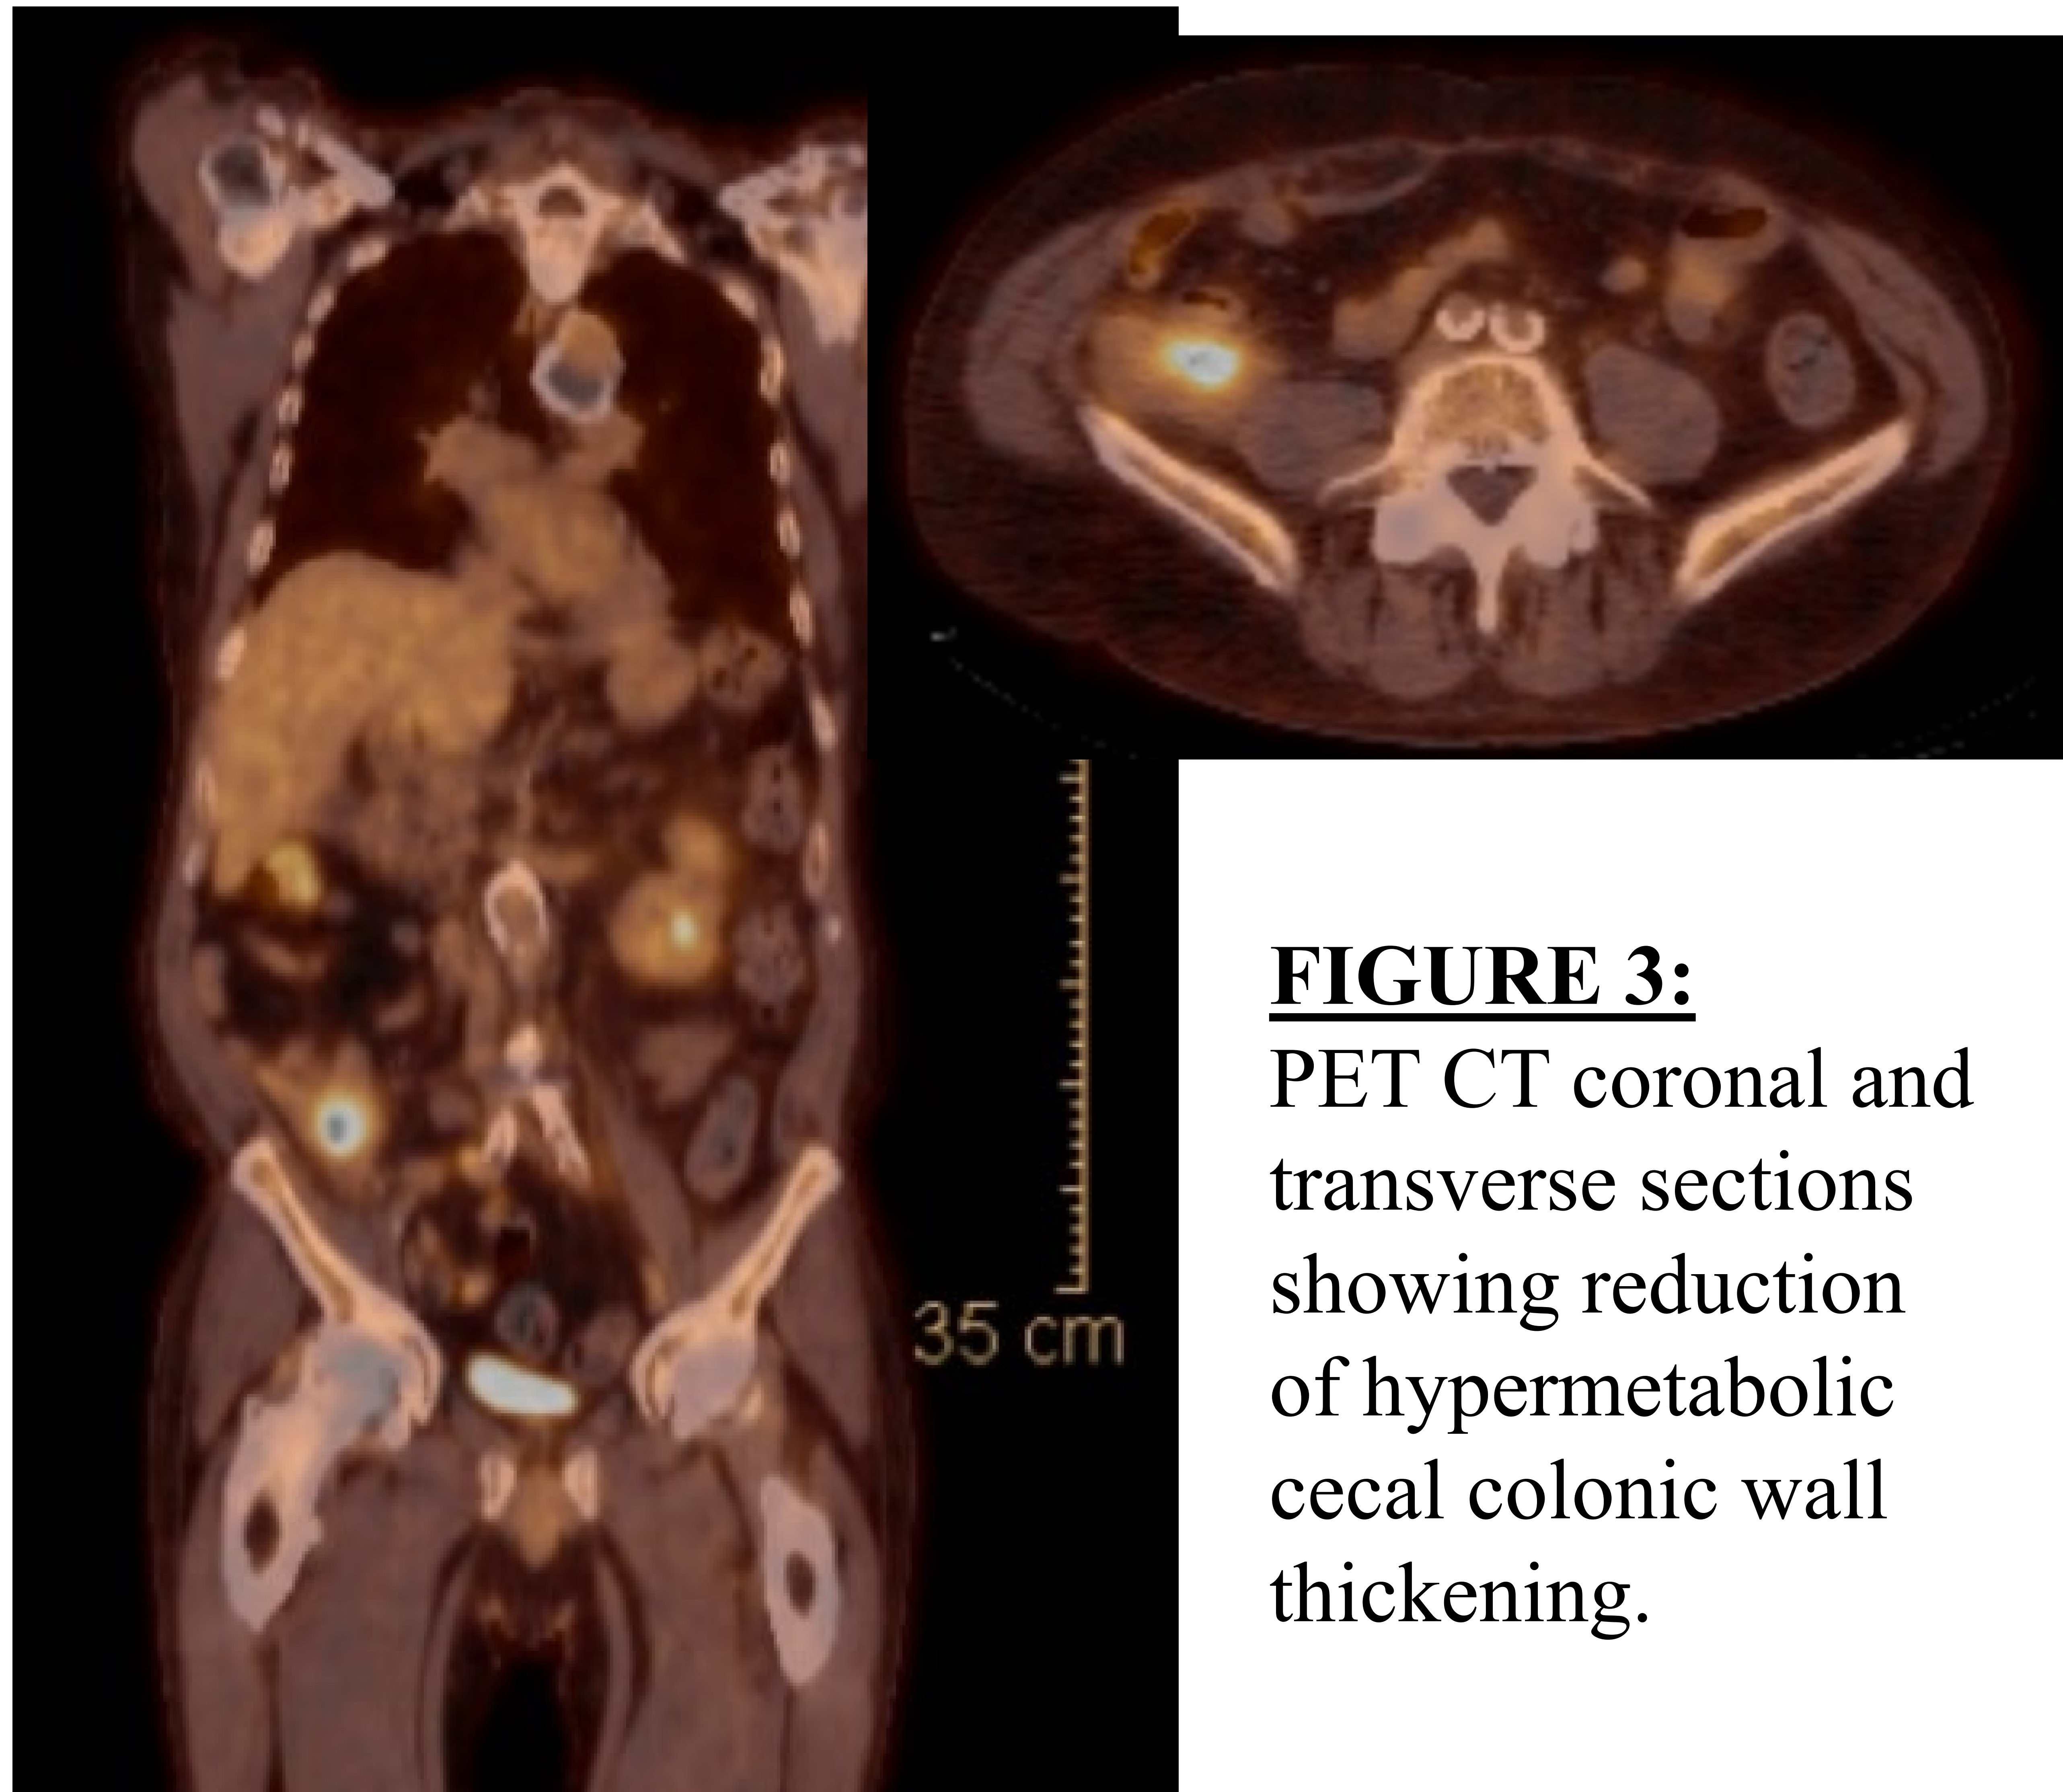 35 cm
FIGURE 3:
PET CT coronal and
transverse sections
showing reduction
of hypermetabolic
cecal colonic wall
thickening.